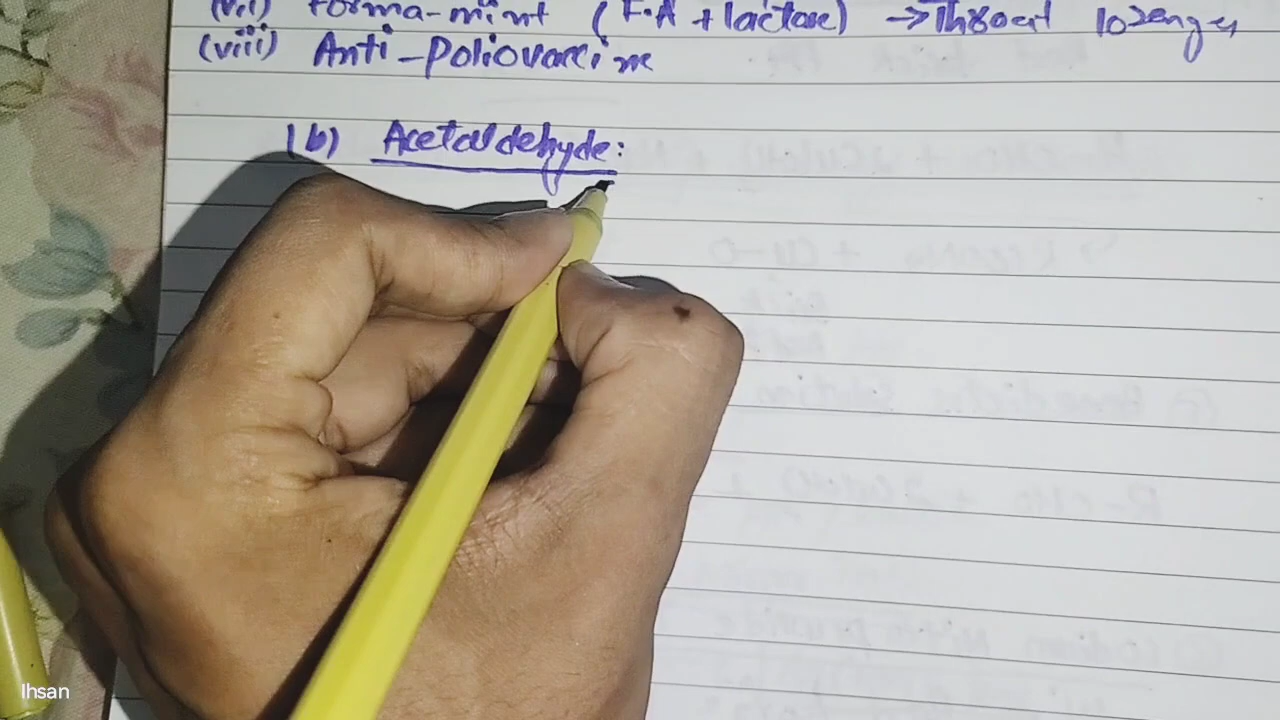 (vii) Forma-mint (F.A + lactose) → Throat lozenges
(viii) Anti-Poliovaccine
(b) Acetaldehyde:
Ihsan